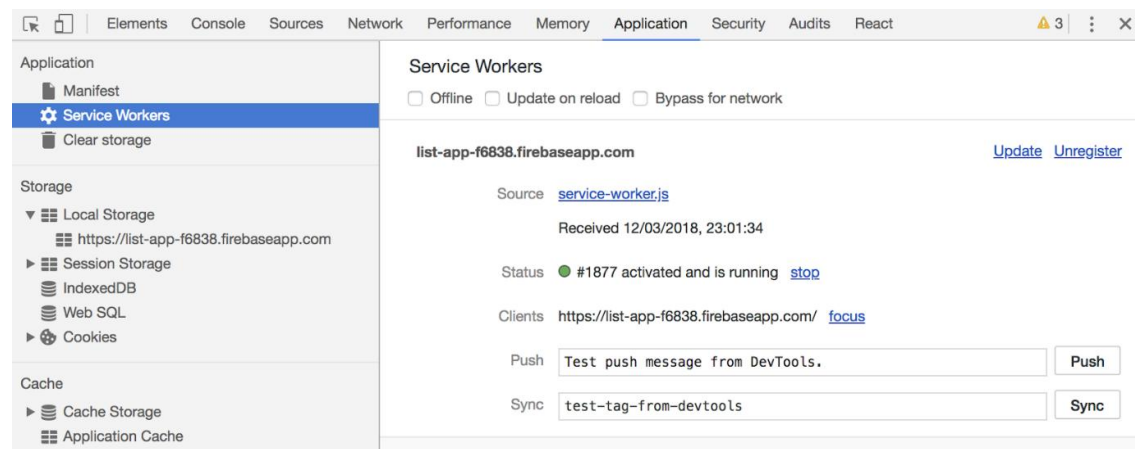 Elements Console Sources Network Performance Memory Application Security Audits React 3
Application
Manifest
Service Workers
Clear storage
Storage
Local Storage
https://list-app-f6838.firebaseapp.com
Session Storage
IndexedDB
Web SQL
Cookies
Cache
Cache Storage
Application Cache
Service Workers
Offline Update on reload Bypass for network
list-app-f6838.firebaseapp.com Update Unregister
Source service-worker.js
Received 12/03/2018, 23:01:34
Status #1877 activated and is running stop
Clients https://list-app-f6838.firebaseapp.com/ focus
Push Test push message from DevTools. Push
Sync test-tag-from-devtools Sync